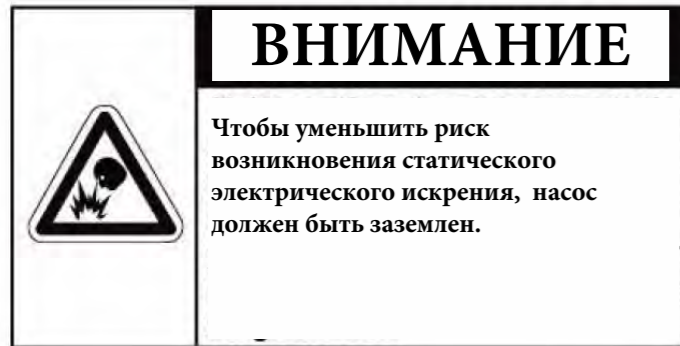 ВНИМАНИЕ
Чтобы уменьшить риск
возникновения статического
электрического искрения, насос
должен быть заземлен.